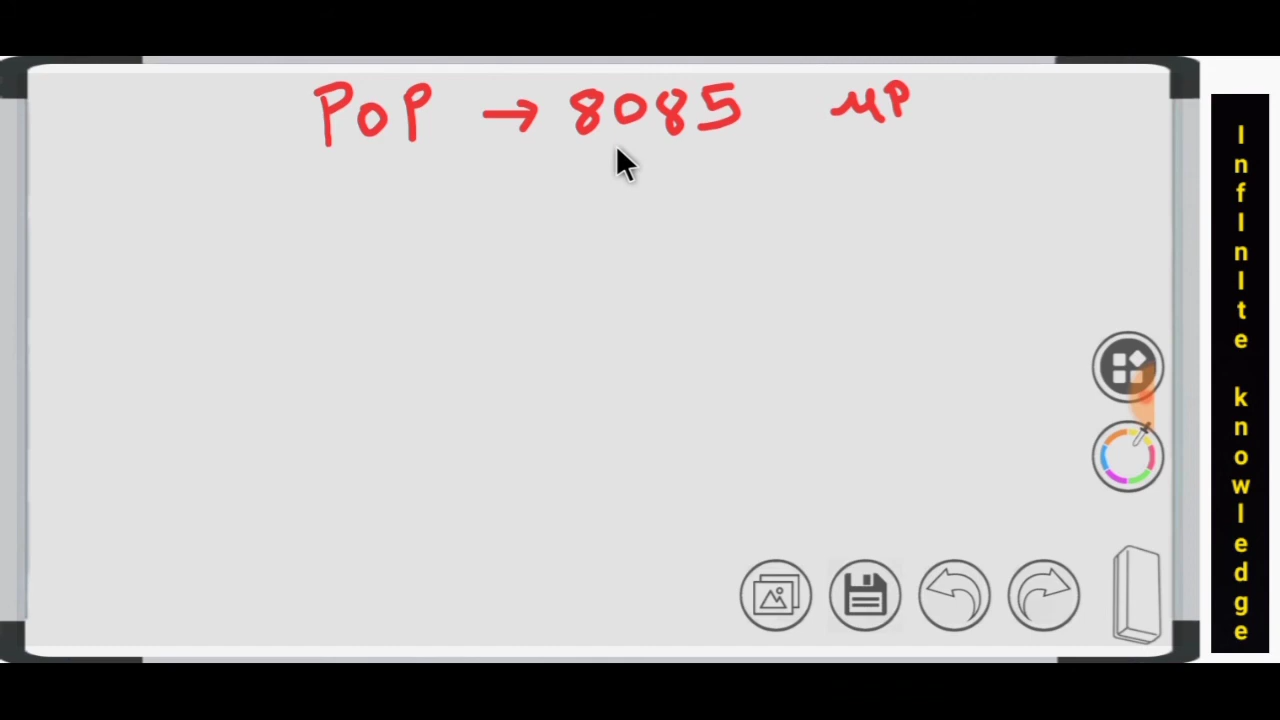 POP → 8085 μP
InfInIte knowledge